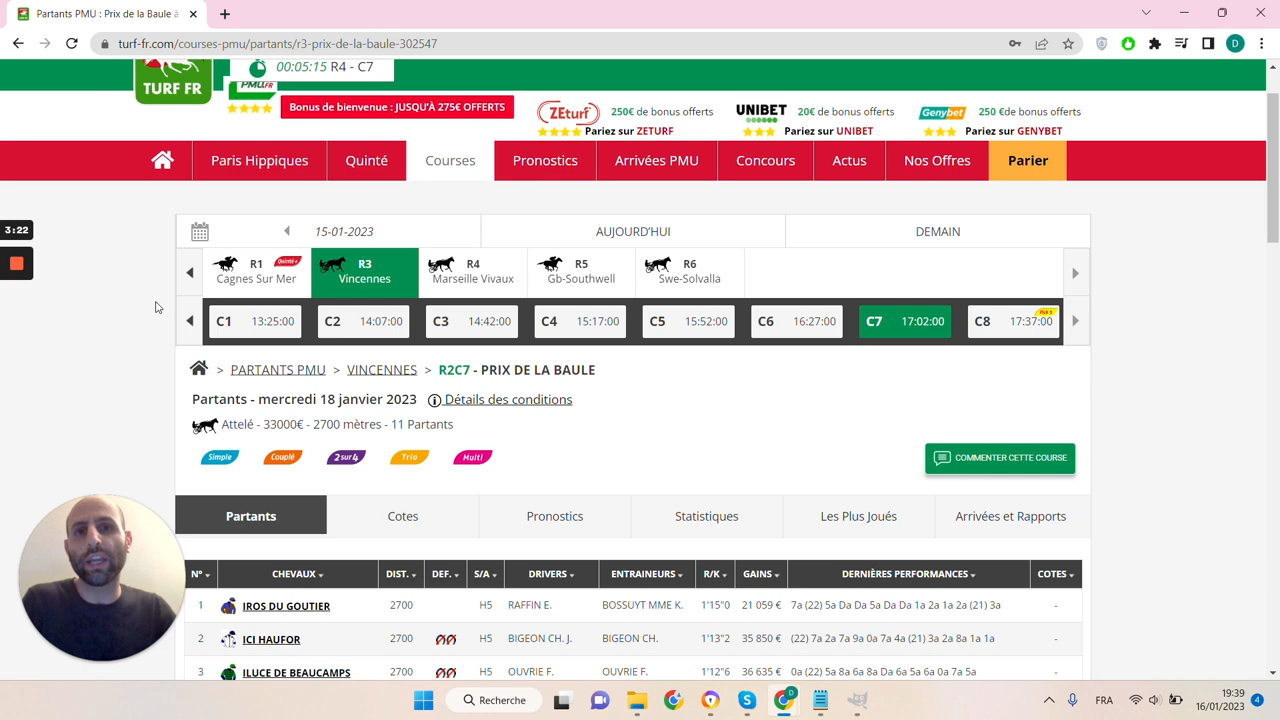 Partants PMU : Prix de la Baule à
turf-fr.com/courses-pmu/partants/r3-prix-de-la-baule-302547
00:05:15 R4 - C7
TURF FR
PMU.FR
Bonus de bienvenue : JUSQU'À 275€ OFFERTS
ZEturf 250€ de bonus offerts
Pariez sur ZETURF
UNIBET 20€ de bonus offerts
Pariez sur UNIBET
Genybet 250 €de bonus offerts
Pariez sur GENYBET
Paris Hippiques Quinté Courses Pronostics Arrivées PMU Concours Actus Nos Offres Parier
3:22
15-01-2023 AUJOURD'HUI DEMAIN
R1 Quinté+ R3 R4 R5 R6
Cagnes Sur Mer Vincennes Marseille Vivaux Gb-Southwell Swe-Solvalla
C1 13:25:00 C2 14:07:00 C3 14:42:00 C4 15:17:00 C5 15:52:00 C6 16:27:00 C7 17:02:00 C8 17:37:00
> PARTANTS PMU > VINCENNES > R2C7 - PRIX DE LA BAULE
Partants - mercredi 18 janvier 2023 Détails des conditions
Attelé - 33000€ - 2700 mètres - 11 Partants
Simple Couplé 2sur4 Trio Multi
COMMENTER CETTE COURSE
Partants Cotes Pronostics Statistiques Les Plus Joués Arrivées et Rapports
N° CHEVAUX DIST. DEF. S/A DRIVERS ENTRAINEURS R/K GAINS DERNIÈRES PERFORMANCES COTES
1 IROS DU GOUTIER 2700 H5 RAFFIN E. BOSSUYT MME K. 1'15"0 21 059 € 7a (22) 5a Da Da 5a Da Da 1a 3a 1a 2a (21) 3a -
2 ICI HAUFOR 2700 H5 BIGEON CH. J. BIGEON CH. 1'13"2 35 850 € (22) 7a 2a 7a 9a 0a 7a 4a (21) 3a 2a 8a 1a 1a -
3 ILUCE DE BEAUCAMPS 2700 H5 OUVRIE F. OUVRIE F. 1'12"6 36 635 € 0a (22) 5a 8a 6a 8a Da 6a 5a 6a 0a 7a 5a -
Recherche
FRA
19:39
16/01/2023
4